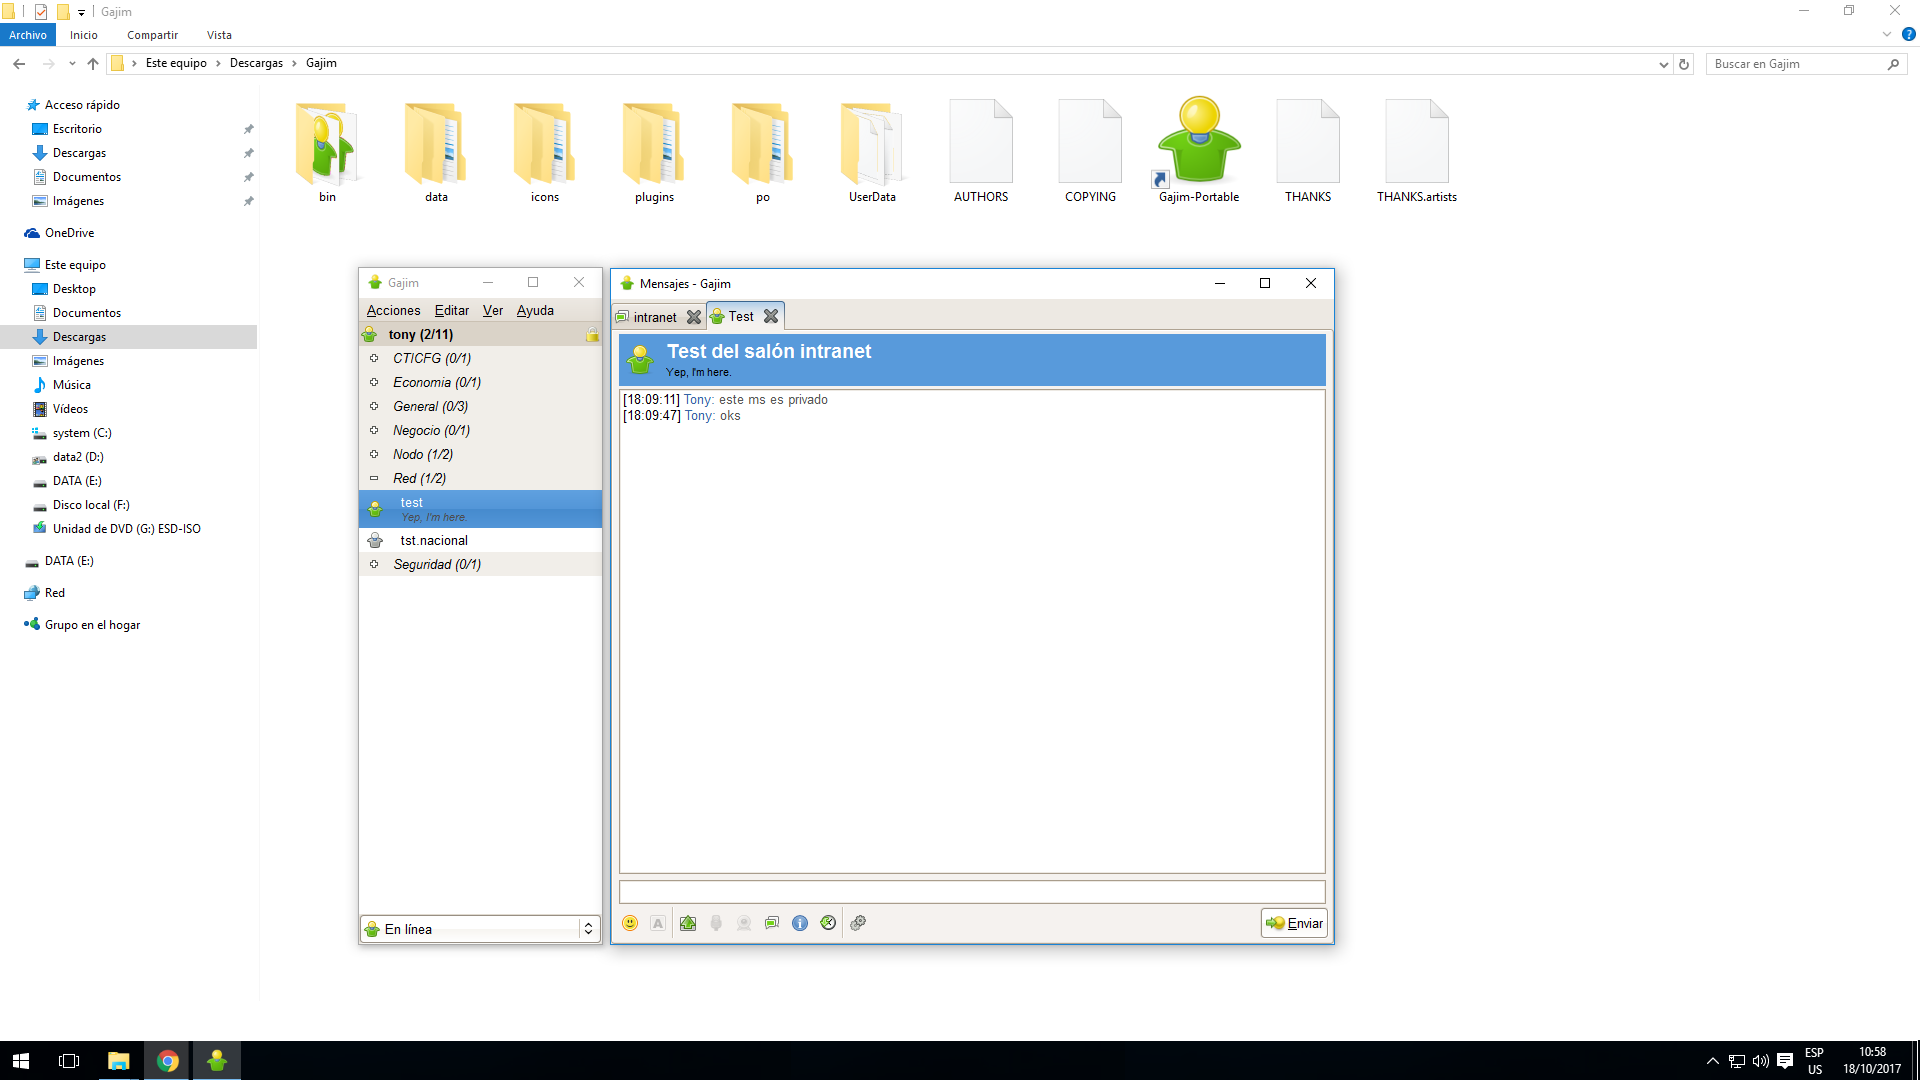 Gajim
Archivo
Inicio
Compartir
Vista
Este equipo
Descargas
Gajim
Buscar en Gajim
Acceso rápido
Escritorio
Descargas
Documentos
Imágenes
OneDrive
Este equipo
Desktop
Documentos
Descargas
Imágenes
Música
Vídeos
system (C:)
data2 (D:)
DATA (E:)
Disco local (F:)
Unidad de DVD (G:) ESD-ISO
DATA (E:)
Red
Grupo en el hogar
bin
data
icons
plugins
po
UserData
AUTHORS
COPYING
Gajim-Portable
THANKS
THANKS.artists
Gajim
Acciones
Editar
Ver
Ayuda
tony (2/11)
CTICFG (0/1)
Economia (0/1)
General (0/3)
Negocio (0/1)
Nodo (1/2)
Red (1/2)
test
Yep, I'm here.
tst.nacional
Seguridad (0/1)
En línea
Mensajes - Gajim
intranet
Test
Test del salón intranet
Yep, I'm here.
[18:09:11] Tony: este ms es privado
[18:09:47] Tony: oks
A
Enviar
ESP
US
10:58
18/10/2017